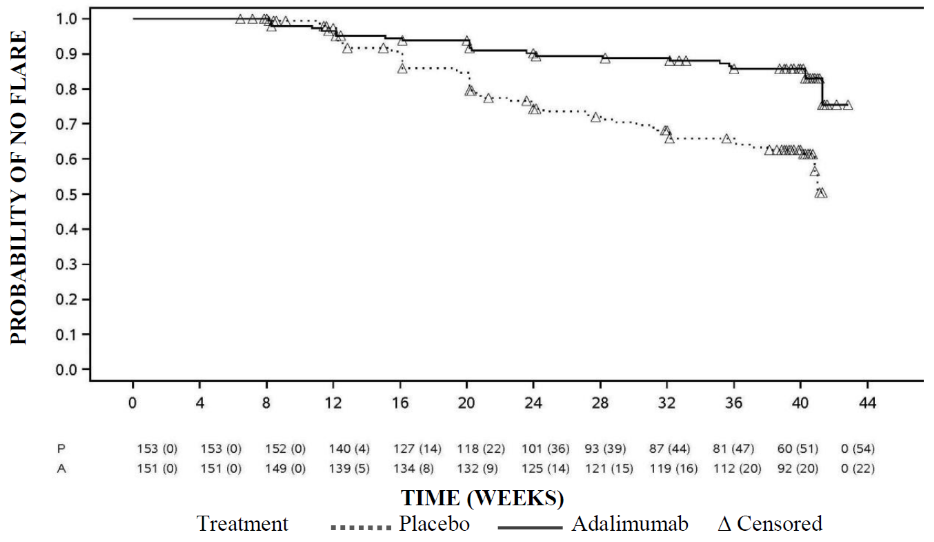 PROBABILITY OF NO FLARE
1.0
0.9
0.8
0.7
0.6
0.5
0.4
0.3
0.2
0.1
0.0
0 4 8 12 16 20 24 28 32 36 40 44
P 153 (0) 153 (0) 152 (0) 140 (4) 127 (14) 118 (22) 101 (36) 93 (39) 87 (44) 81 (47) 60 (51) 0 (54)
A 151 (0) 151 (0) 149 (0) 139 (5) 134 (8) 132 (9) 125 (14) 121 (15) 119 (16) 112 (20) 92 (20) 0 (22)
TIME (WEEKS)
Treatment Placebo Adalimumab Δ Censored